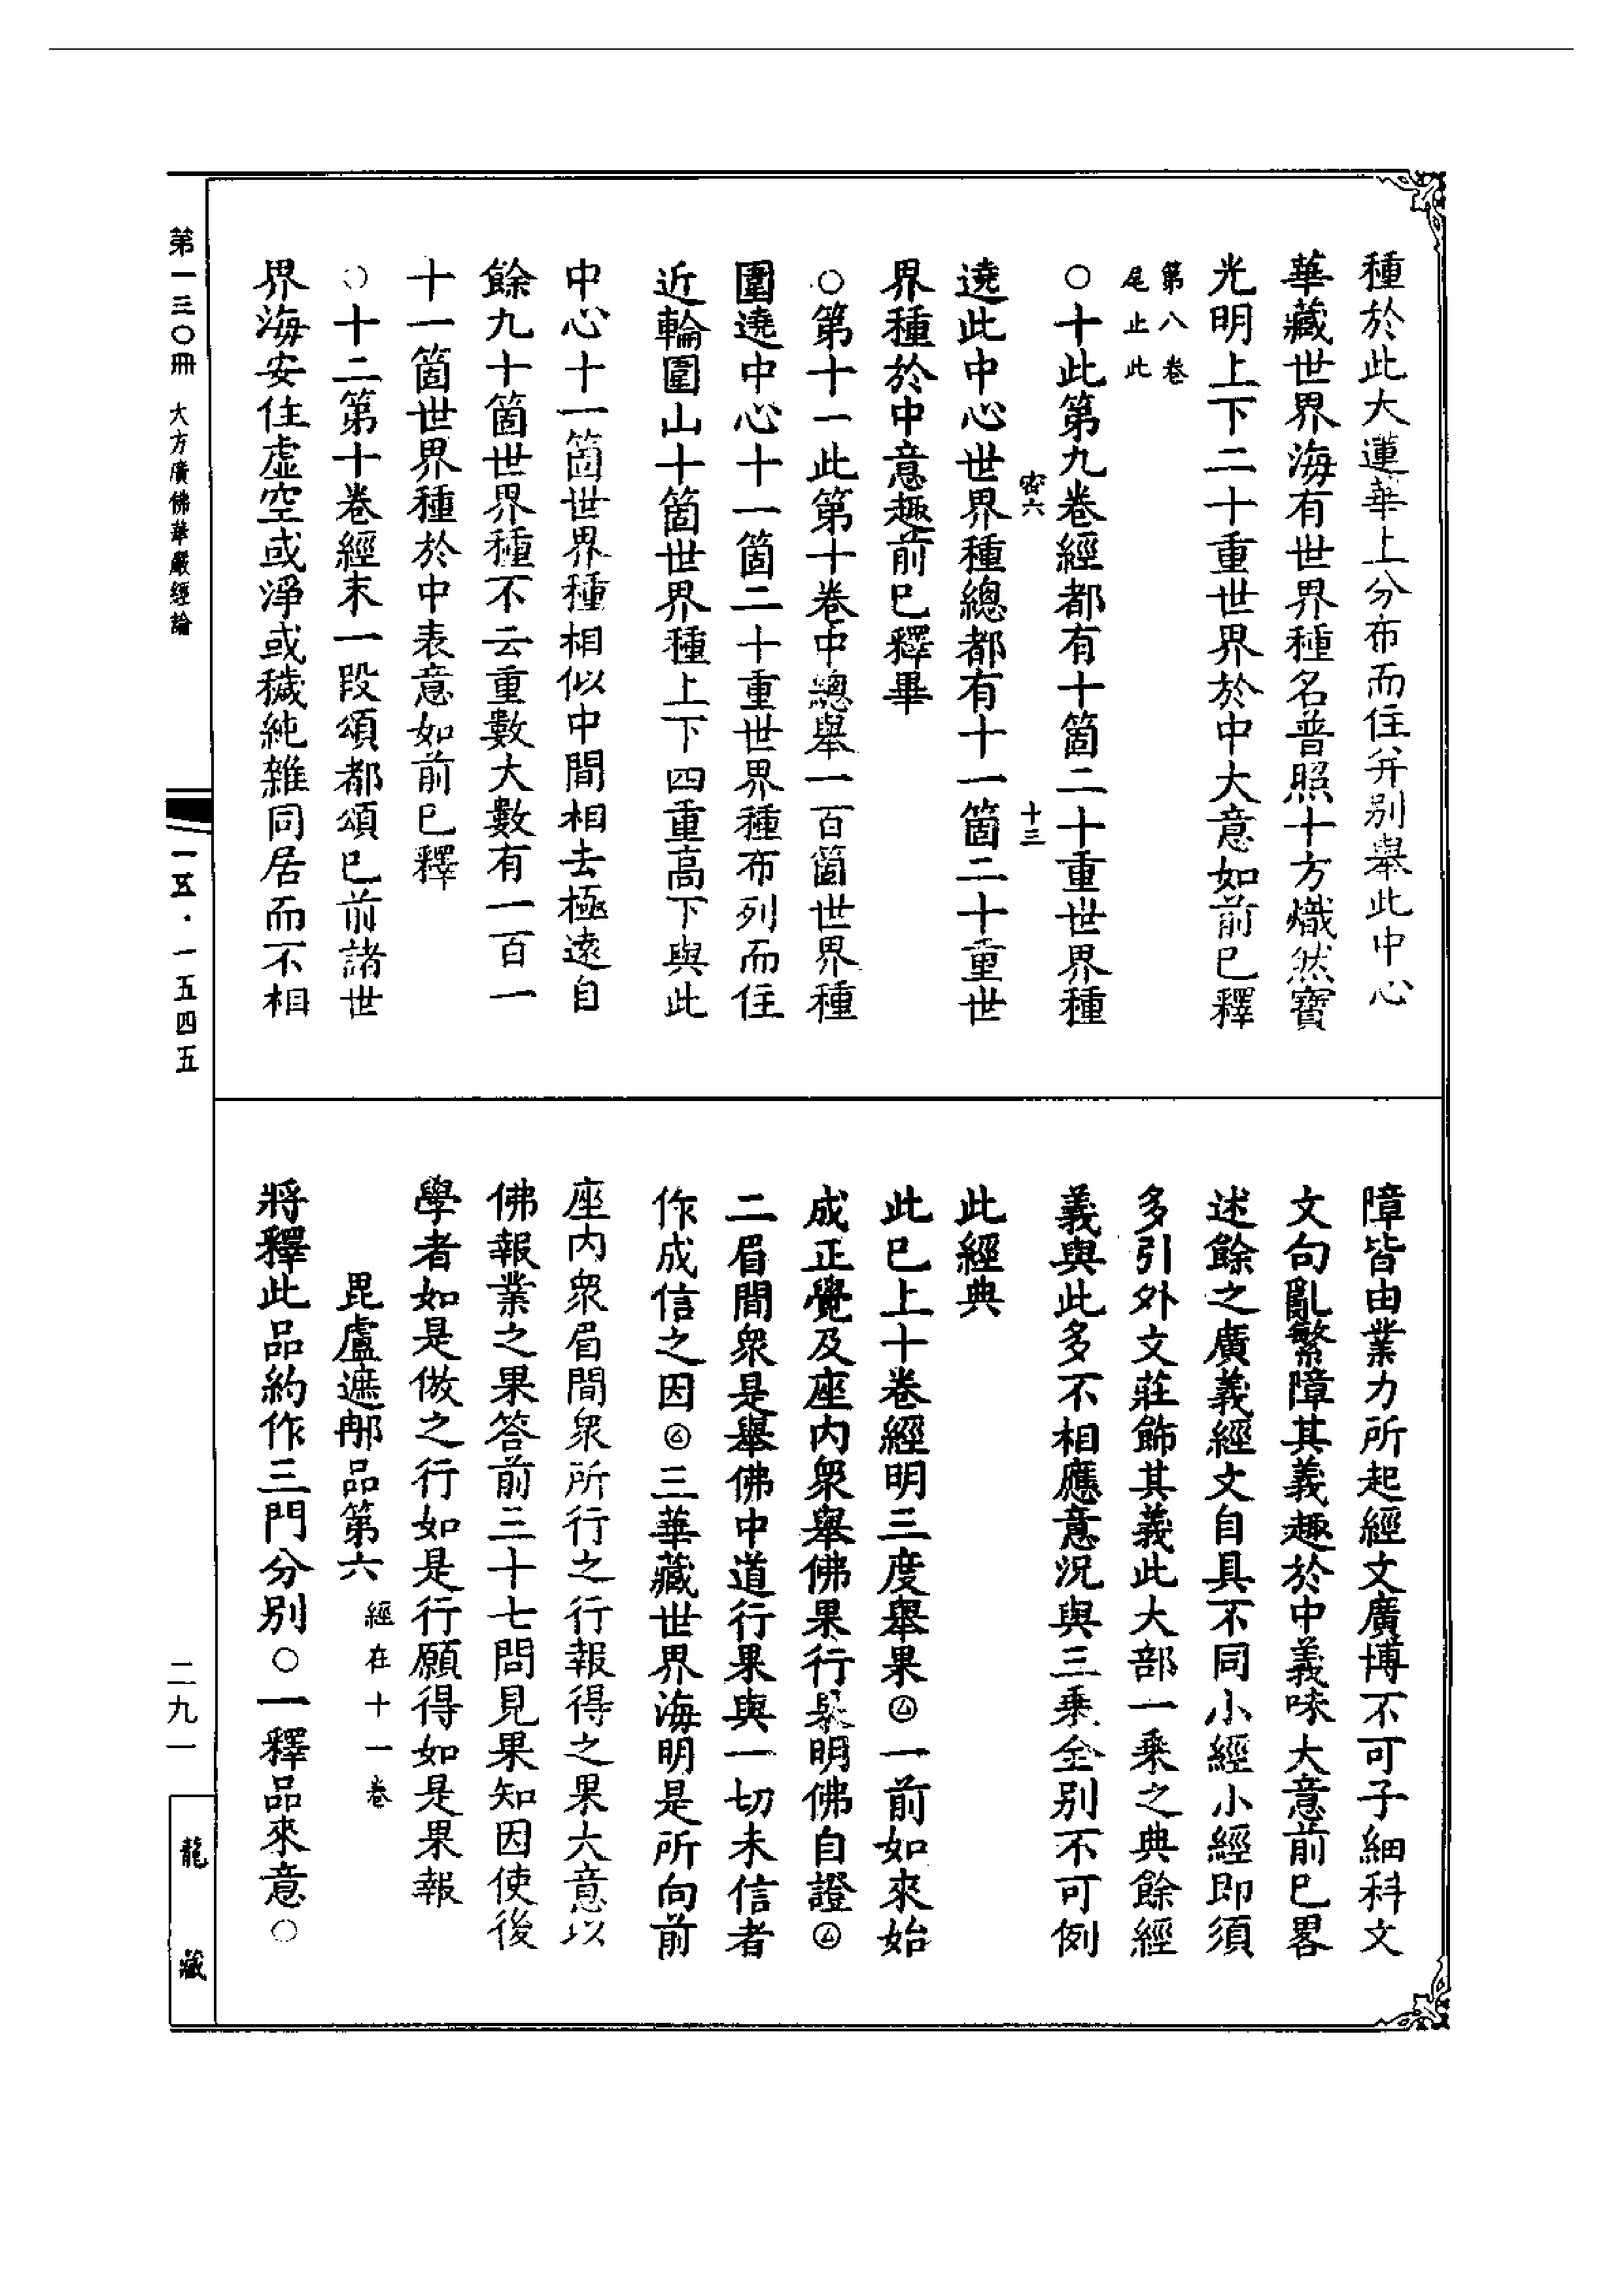 種於此大蓮華上分布而住并别舉此中心
華藏世界海有世界種名普照十方熾然寶
光明上下二十重世界於中大意如前巳釋
第八卷
尾止此
○十此第九卷經都有十箇二十重世界種
密六 十三
遶此中心世界種總都有十一箇二十重世
界種於中意趣前巳釋畢
○第十一此第十卷中總舉一百箇世界種
圍遶中心十一箇二十重世界種布列而住
近輪圍山十箇世界種上下四重高下與此
中心十一箇世界種相似中間相去極遠自
餘九十箇世界種不云重數大數有一百一
十一箇世界種於中表意如前巳釋
○十二第十卷經末一段頌都頌巳前諸世
界海安住虛空或淨或穢純雜同居而不相
障皆由業力所起經文廣博不可子細科文
文句亂繁障其義趣於中義味大意前巳畧
述餘之廣義經文自具不同小經小經即須
多引外文莊飾其義此大部一乘之典餘經
義與此多不相應意況與三乘全别不可例
此經典
此巳上十卷經明三度舉果㊁一前如來始
成正覺及座内衆舉佛果行果明佛自證㊁
二眉間衆是舉佛中道行果與一切未信者
作成信之因㊁三華藏世界海明是所向前
座内衆眉間衆所行之行報得之果大意以
佛報業之果答前三十七問見果知因使後
學者如是倣之行如是行願得如是果報
毘盧遮那品第六 經在十一卷
將釋此品約作三門分别○一釋品來意○
第一三〇冊 大方廣佛華嚴經論
一五·一五四五
二九一
龍藏